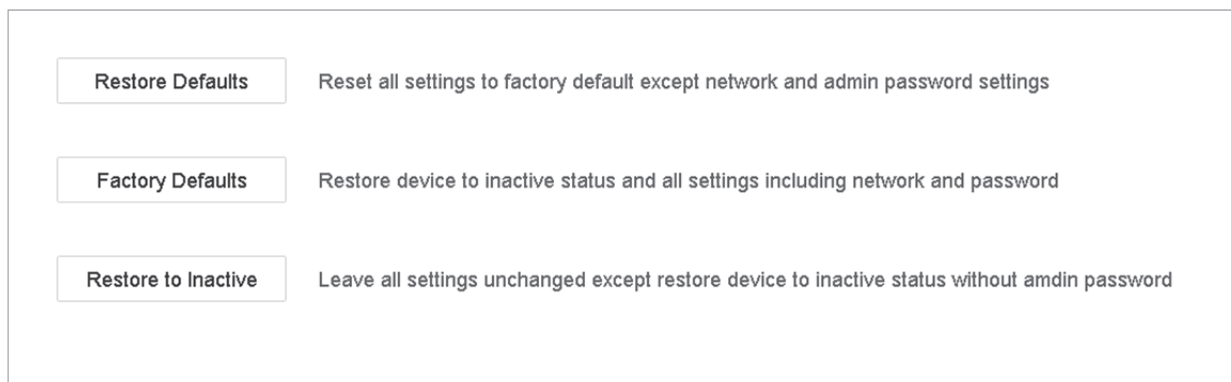 Restore Defaults Reset all settings to factory default except network and admin password settings
Factory Defaults Restore device to inactive status and all settings including network and password
Restore to Inactive Leave all settings unchanged except restore device to inactive status without amdin password